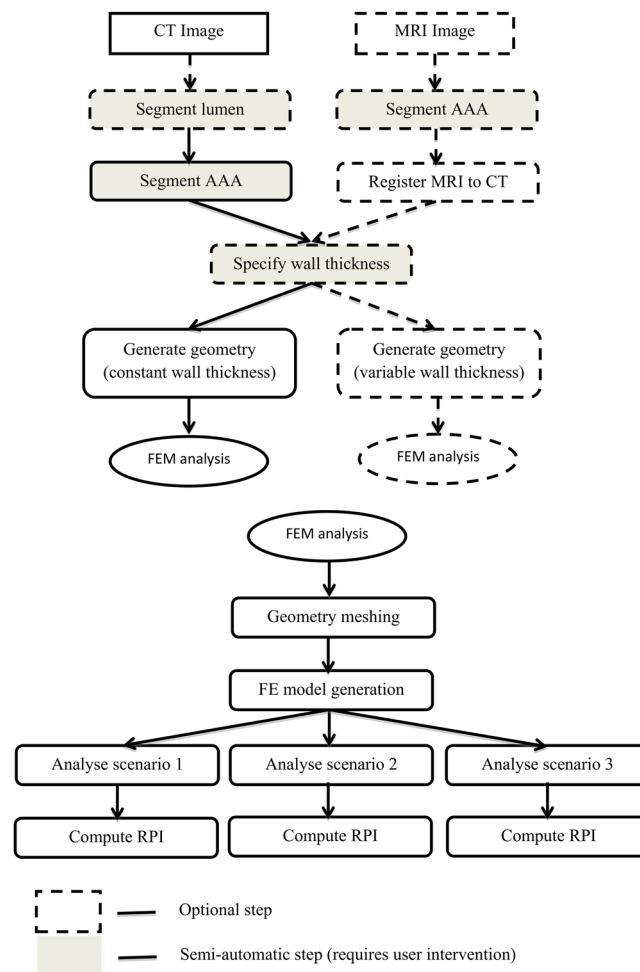 CT Image
MRI Image
Segment lumen
Segment AAA
Segment AAA
Register MRI to CT
Specify wall thickness
Generate geometry
(constant wall thickness)
Generate geometry
(variable wall thickness)
FEM analysis
FEM analysis
FEM analysis
Geometry meshing
FE model generation
Analyse scenario 1
Analyse scenario 2
Analyse scenario 3
Compute RPI
Compute RPI
Compute RPI
Optional step
Semi-automatic step (requires user intervention)